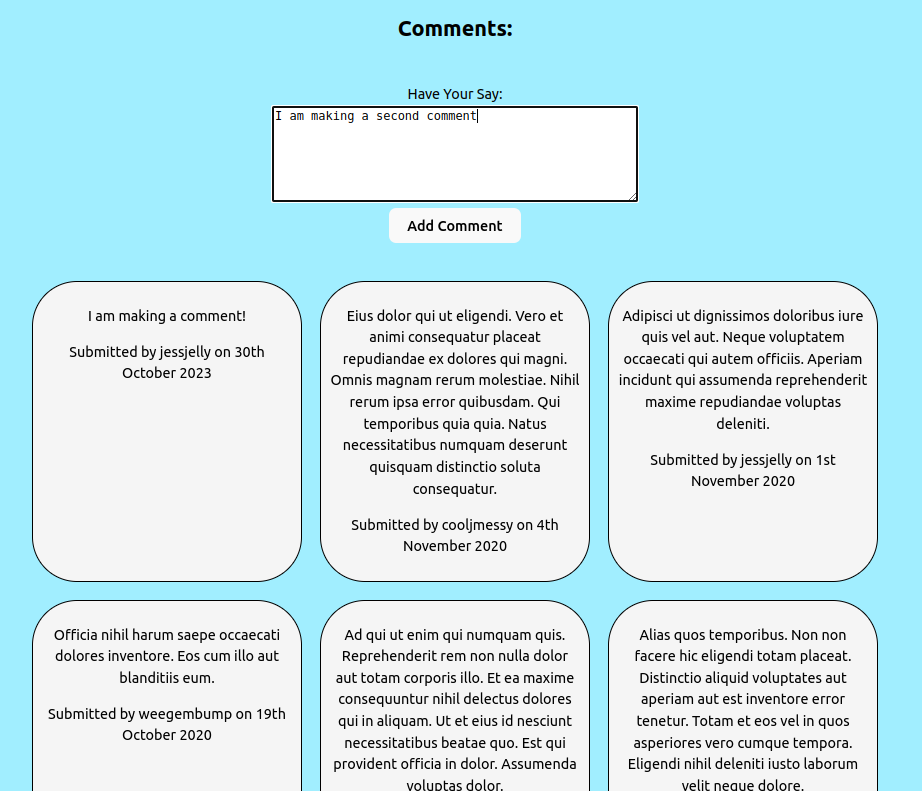 Comments:
Have Your Say:
I am making a second comment
Add Comment
I am making a comment!
Submitted by jessjelly on 30th
October 2023
Eius dolor qui ut eligendi. Vero et
animi consequatur placeat
repudiandae ex dolores qui magni.
Omnis magnam rerum molestiae. Nihil
rerum ipsa error quibusdam. Qui
temporibus quia quia. Natus
necessitatibus numquam deserunt
quisquam distinctio soluta
consequatur.
Submitted by cooljmessy on 4th
November 2020
Adipisci ut dignissimos doloribus iure
quis vel aut. Neque voluptatem
occaecati qui autem officiis. Aperiam
incidunt qui assumenda reprehenderit
maxime repudiandae voluptas
deleniti.
Submitted by jessjelly on 1st
November 2020
Officia nihil harum saepe occaecati
dolores inventore. Eos cum illo aut
blanditiis eum.
Submitted by weegembump on 19th
October 2020
Ad qui ut enim qui numquam quis.
Reprehenderit rem non nulla dolor
aut totam corporis illo. Et ea maxime
consequuntur nihil delectus dolores
qui in aliquam. Ut et eius id nesciunt
necessitatibus beatae quo. Est qui
provident officia in dolor. Assumenda
voluptas dolor.
Alias quos temporibus. Non non
facere hic eligendi totam placeat.
Distinctio aliquid voluptates aut
aperiam aut est inventore error
tenetur. Totam et eos vel in quos
asperiores vero cumque tempora.
Eligendi nihil deleniti iusto laborum
velit neque dolore.